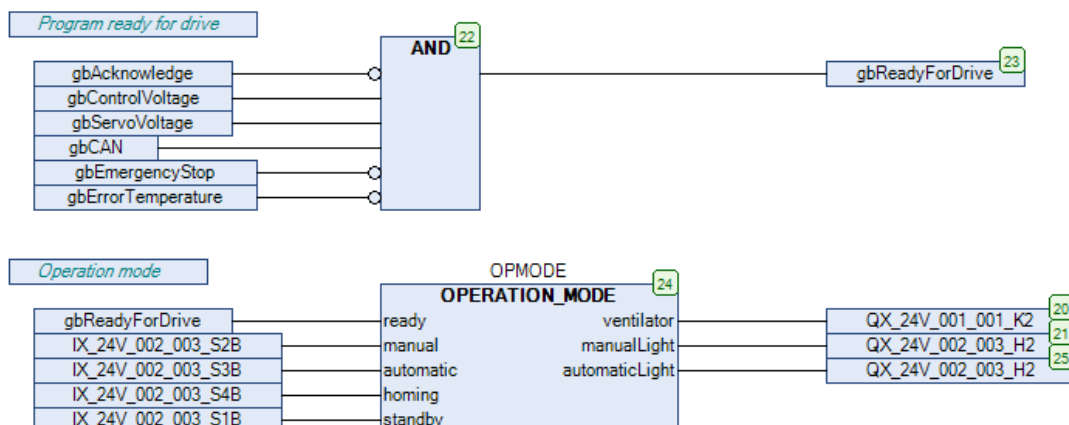 Program ready for drive
AND 22
gbAcknowledge
gbReadyForDrive 23
gbControlVoltage
gbServoVoltage
gbCAN
gbEmergencyStop
gbErrorTemperature
Operation mode
OPMODE
OPERATION_MODE 24
gbReadyForDrive ready ventilator QX_24V_001_001_K2 20
IX_24V_002_003_S2B manual manualLight QX_24V_002_003_H2 21
IX_24V_002_003_S3B automatic automaticLight QX_24V_002_003_H2 25
IX_24V_002_003_S4B homing
IX_24V_002_003_S1B standby